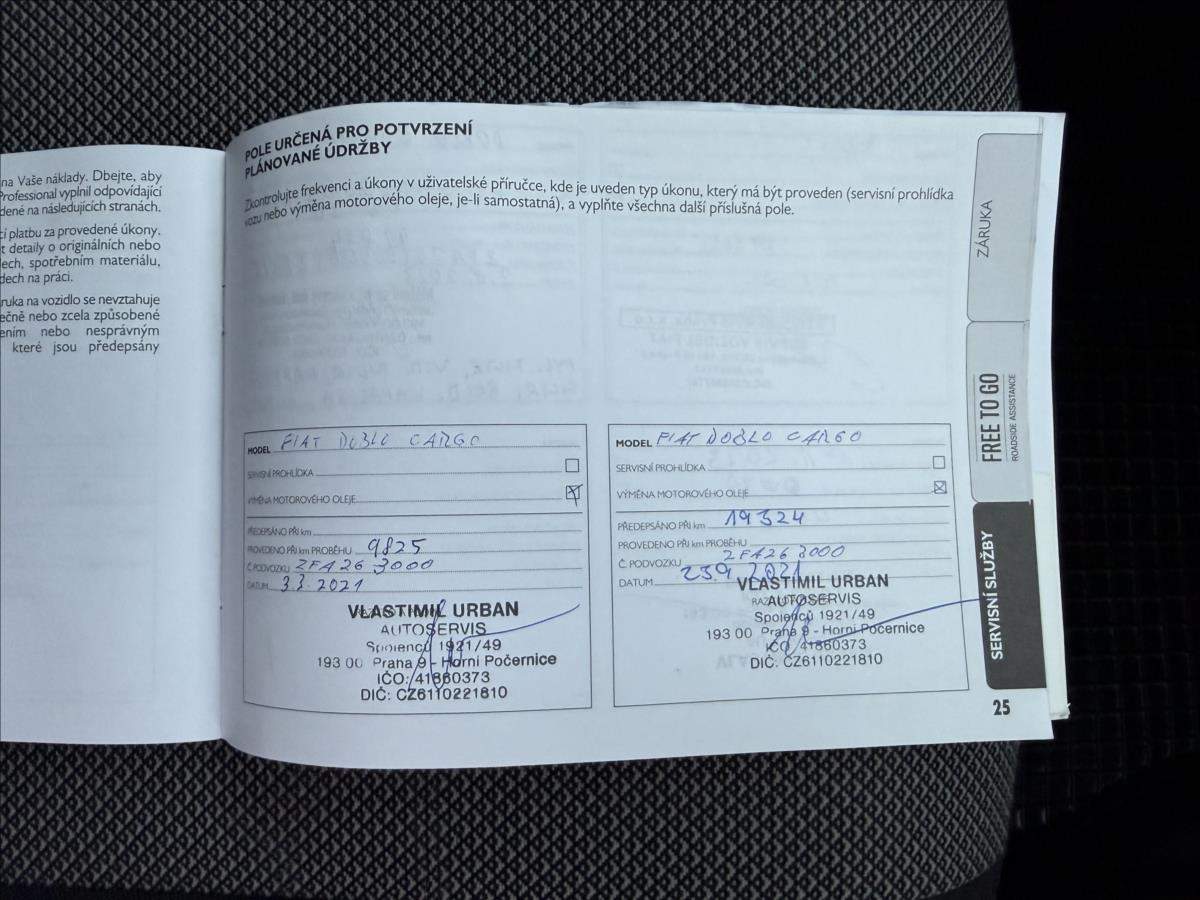 na Vaše náklady. Dbejte, aby
Professional vyplnil odpovídající
dené na následujících stranách.
cí platbu za provedené úkony.
t detaily o originálních nebo
lech, spotřebním materiálu,
dech na práci.
ruka na vozidlo se nevztahuje
ečně nebo zcela způsobené
ením nebo nesprávným
které jsou předepsány
POLE URČENÁ PRO POTVRZENÍ
PLÁNOVANÉ ÚDRŽBY
Zkontrolujte frekvenci a úkony v uživatelské příručce, kde je uveden typ úkonu, který má být proveden (servisní prohlídka
vozu nebo výměna motorového oleje, je-li samostatná), a vyplňte všechna další příslušná pole.
MODEL FIAT DOBLO CARGO
SERVISNÍ PROHLÍDKA
VÝMĚNA MOTOROVÉHO OLEJE
PŘEDEPSÁNO PŘI km
PROVEDENO PŘI km PROBĚHU 9825
Č. PODVOZKU ZFA26 3000
DATUM 3.3.2021
VLASTIMIL URBAN
AUTOSERVIS
Spojenců 1921/49
193 00 Praha 9 - Horní Počernice
IČO: 41860373
DIČ: CZ6110221810
MODEL FIAT DOBLO CARGO
SERVISNÍ PROHLÍDKA
VÝMĚNA MOTOROVÉHO OLEJE
PŘEDEPSÁNO PŘI km 19324
PROVEDENO PŘI km PROBĚHU
Č. PODVOZKU ZFA26 3000
DATUM 23.9.2021
VLASTIMIL URBAN
AUTOSERVIS
Spojenců 1921/49
193 00 Praha 9 - Horní Počernice
IČO: 41860373
DIČ: CZ6110221810
ZÁRUKA
FREE TO GO
ROADSIDE ASSISTANCE
SERVISNÍ SLUŽBY
25